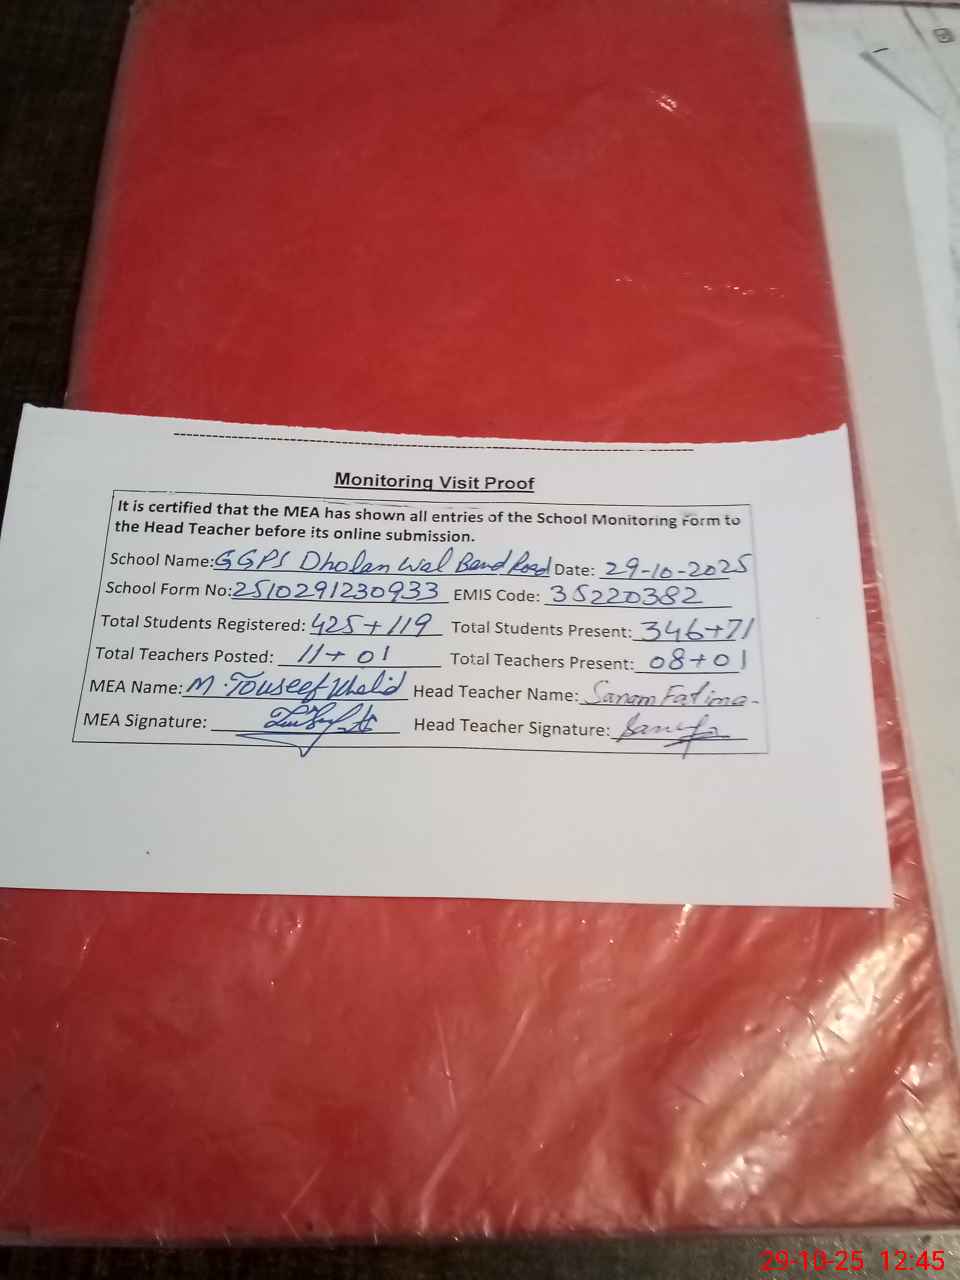 Monitoring Visit Proof
It is certified that the MEA has shown all entries of the School Monitoring Form to
the Head Teacher before its online submission.
School Name: GGPS Dholanwal Band Road Date: 29-10-2025
School Form No: 2510291230933 EMIS Code: 35220382
Total Students Registered: 425+119 Total Students Present: 346+71
Total Teachers Posted: 11+01 Total Teachers Present: 08+01
MEA Name: M. Touseef Khalid Head Teacher Name: Sanam Fatima
MEA Signature: Head Teacher Signature:
29-10-25 12:45